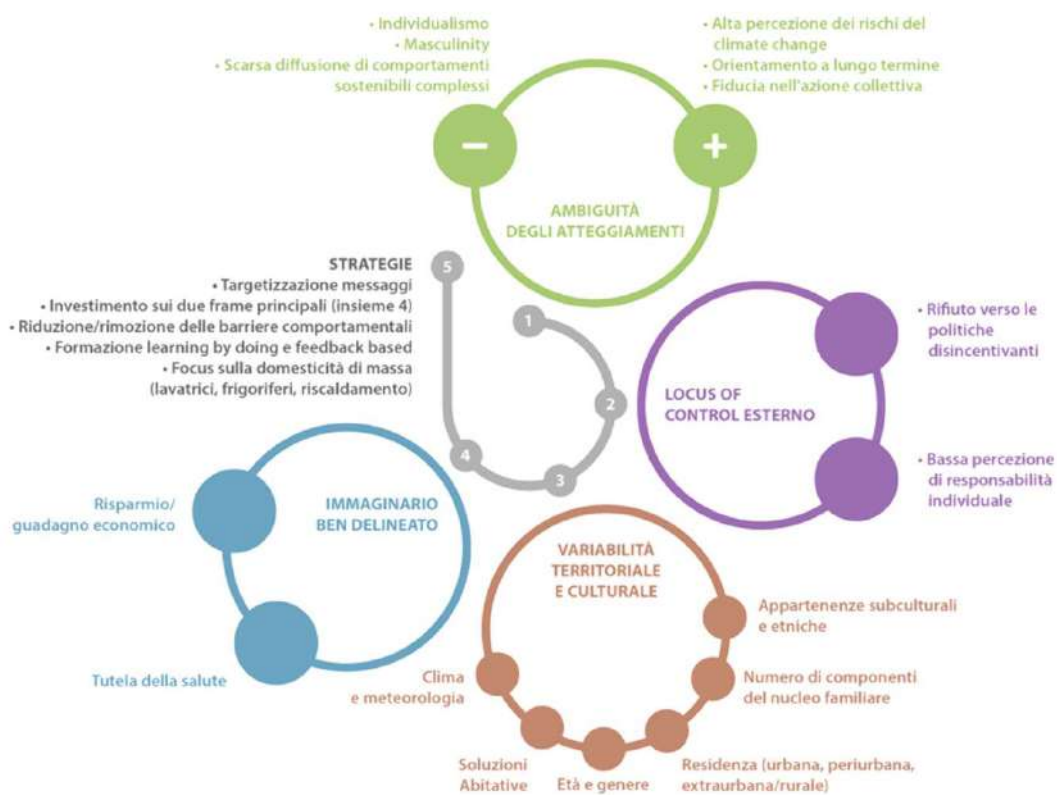 • Individualismo
• Masculinity
• Scarsa diffusione di comportamenti
sostenibili complessi
• Alta percezione dei rischi del
climate change
• Orientamento a lungo termine
• Fiducia nell'azione collettiva
−
+
AMBIGUITÀ
DEGLI ATTEGGIAMENTI
STRATEGIE
• Targetizzazione messaggi
• Investimento sui due frame principali (insieme 4)
• Riduzione/rimozione delle barriere comportamentali
• Formazione learning by doing e feedback based
• Focus sulla domesticità di massa
(lavatrici, frigoriferi, riscaldamento)
5
1
2
3
4
LOCUS OF
CONTROL ESTERNO
• Rifiuto verso le
politiche
disincentivanti
• Bassa percezione
di responsabilità
individuale
IMMAGINARIO
BEN DELINEATO
Risparmio/
guadagno economico
Tutela della salute
VARIABILITÀ
TERRITORIALE
E CULTURALE
Clima
e meteorologia
Soluzioni
Abitative
Età e genere
Residenza (urbana, periurbana,
extraurbana/rurale)
Numero di componenti
del nucleo familiare
Appartenenze subculturali
e etniche